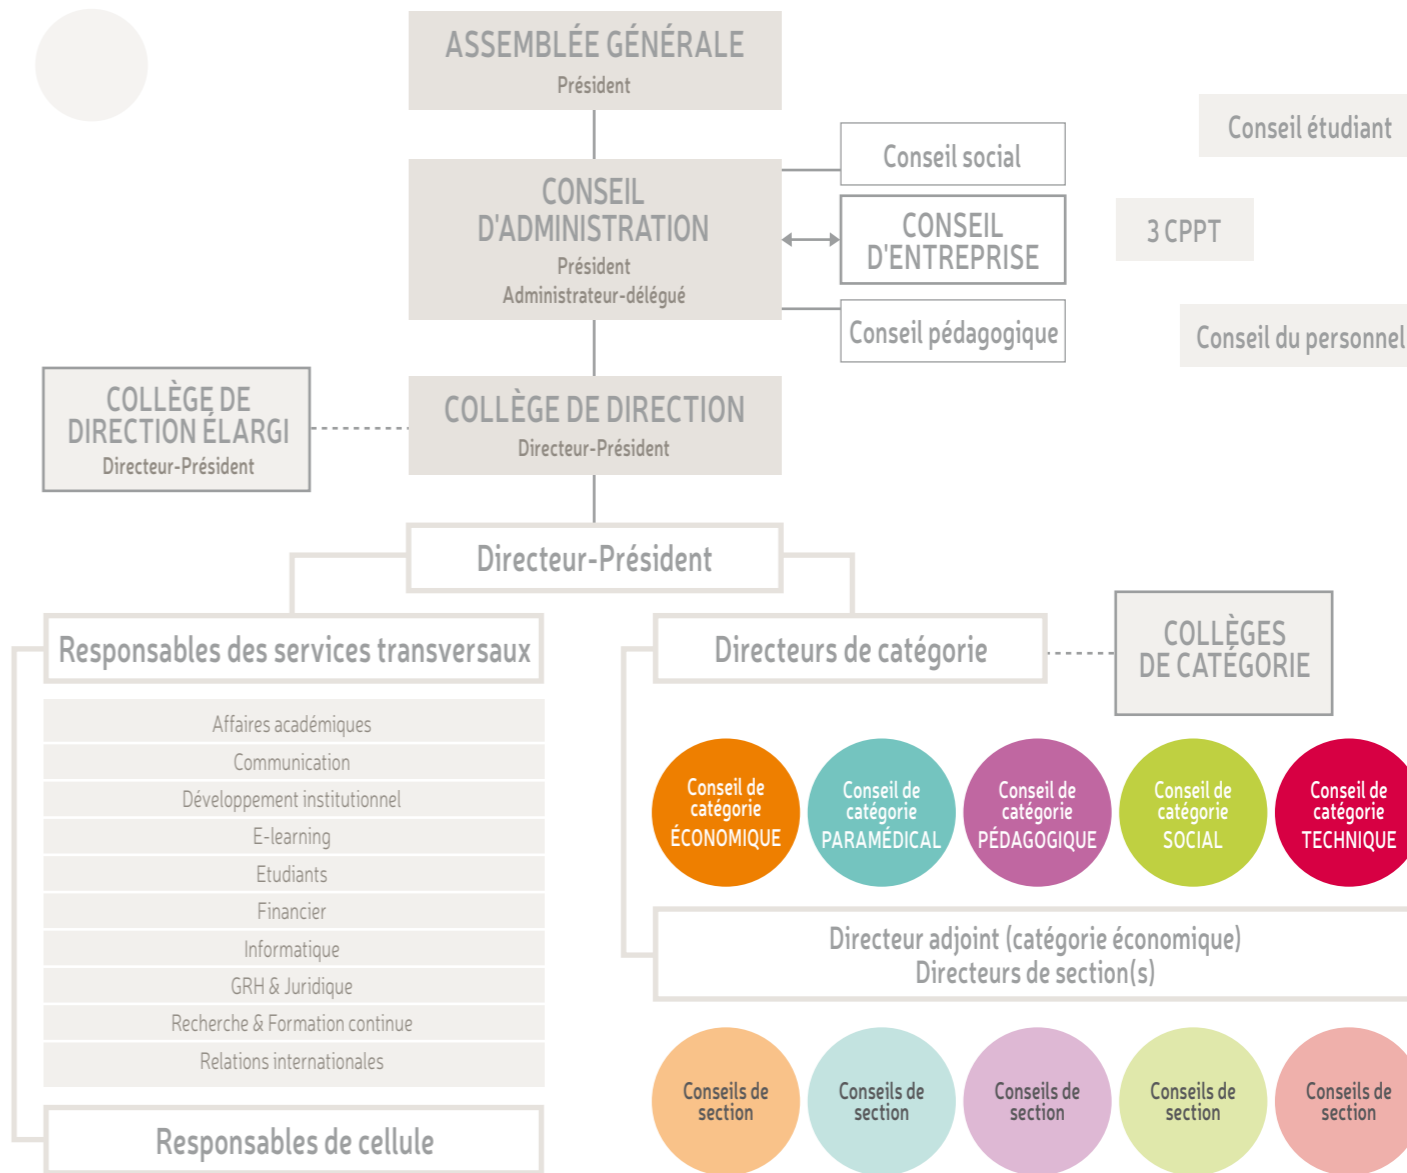 ASSEMBLÉE GÉNÉRALE
Président
CONSEIL
D'ADMINISTRATION
Président
Administrateur-délégué
Conseil social
CONSEIL
D'ENTREPRISE
Conseil pédagogique
Conseil étudiant
3 CPPT
Conseil du personnel
COLLÈGE DE
DIRECTION ÉLARGI
Directeur-Président
COLLÈGE DE DIRECTION
Directeur-Président
Directeur-Président
Responsables des services transversaux
Affaires académiques
Communication
Développement institutionnel
E-learning
Etudiants
Financier
Informatique
GRH & Juridique
Recherche & Formation continue
Relations internationales
Responsables de cellule
Directeurs de catégorie
COLLÈGES
DE CATÉGORIE
Conseil de
catégorie
ÉCONOMIQUE
Conseil de
catégorie
PARAMÉDICAL
Conseil de
catégorie
PÉDAGOGIQUE
Conseil de
catégorie
SOCIAL
Conseil de
catégorie
TECHNIQUE
Directeur adjoint (catégorie économique)
Directeurs de section(s)
Conseils de
section
Conseils de
section
Conseils de
section
Conseils de
section
Conseils de
section